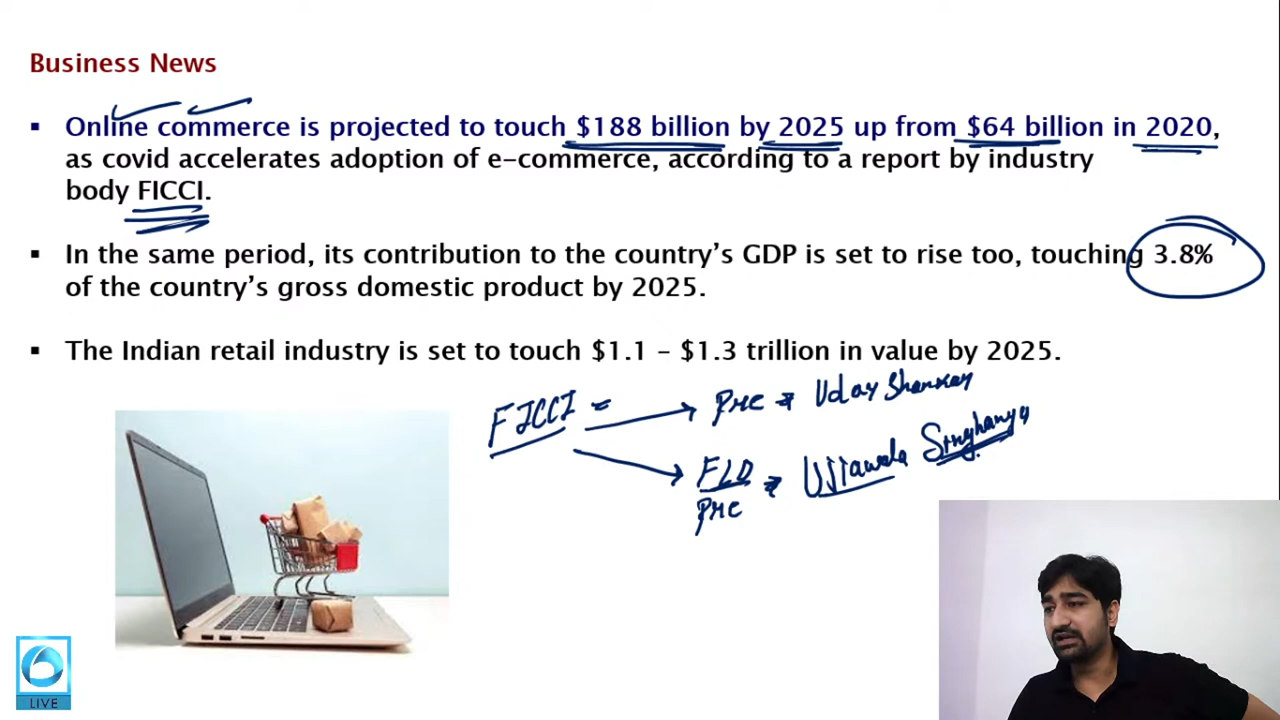 Business News
▪ Online commerce is projected to touch $188 billion by 2025 up from $64 billion in 2020,
as covid accelerates adoption of e-commerce, according to a report by industry
body FICCI.
▪ In the same period, its contribution to the country's GDP is set to rise too, touching 3.8%
of the country's gross domestic product by 2025.
▪ The Indian retail industry is set to touch $1.1 – $1.3 trillion in value by 2025.
FICCI = Pre Uday Shankar
FLO Ujjawala Singhanya
Pre
LIVE